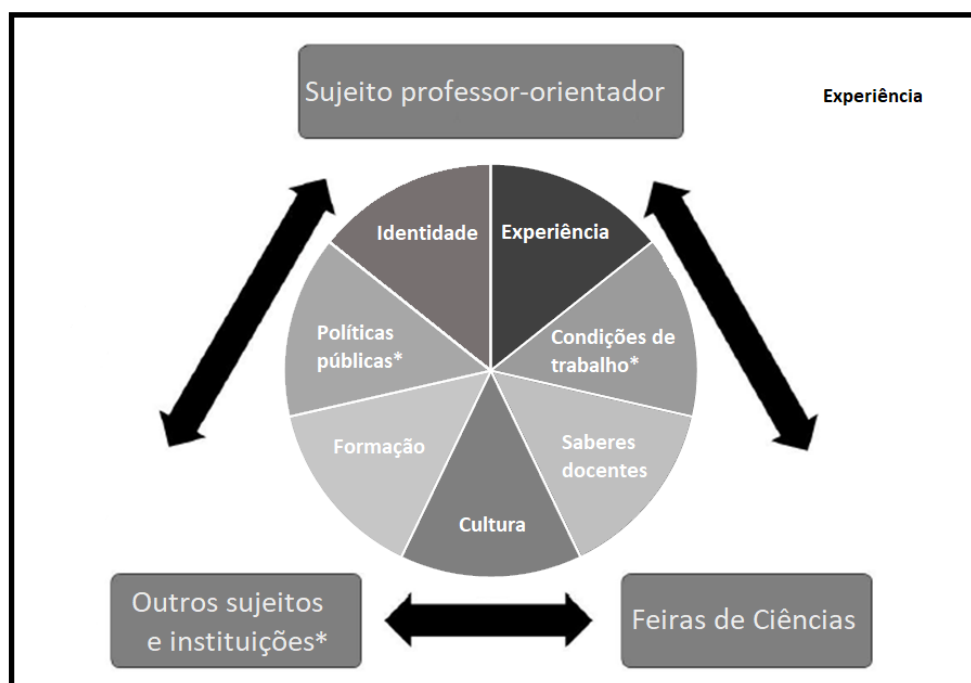 Sujeito professor-orientador
Experiência
Identidade
Experiência
Políticas
públicas*
Condições de
trabalho*
Formação
Saberes
docentes
Cultura
Outros sujeitos
e instituições*
Feiras de Ciências